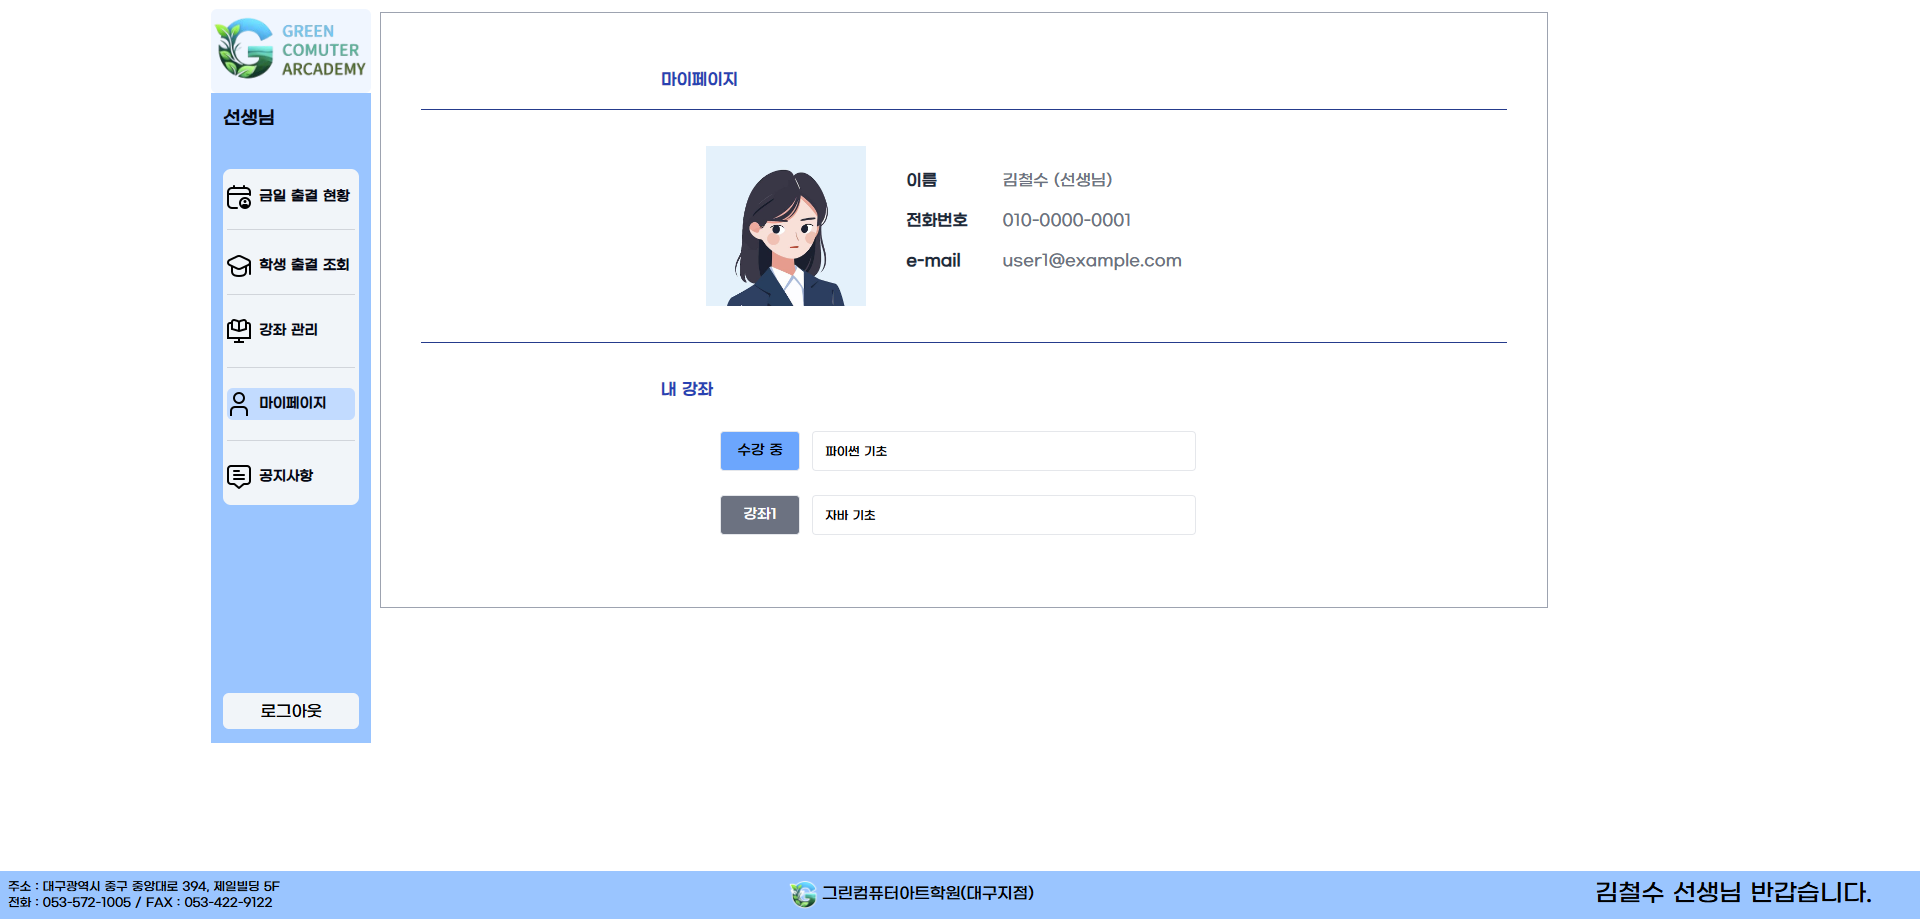 GREEN
COMUTER
ARCADEMY
선생님
금일 출결 현황
학생 출결 조회
강좌 관리
마이페이지
공지사항
로그아웃
마이페이지
이름 김철수 (선생님)
전화번호 010-0000-0001
e-mail user1@example.com
내 강좌
수강 중 파이썬 기초
강좌1 자바 기초
주소 : 대구광역시 중구 중앙대로 394, 제일빌딩 5F
전화 : 053-572-1005 / FAX : 053-422-9122
그린컴퓨터아트학원(대구지점)
김철수 선생님 반갑습니다.